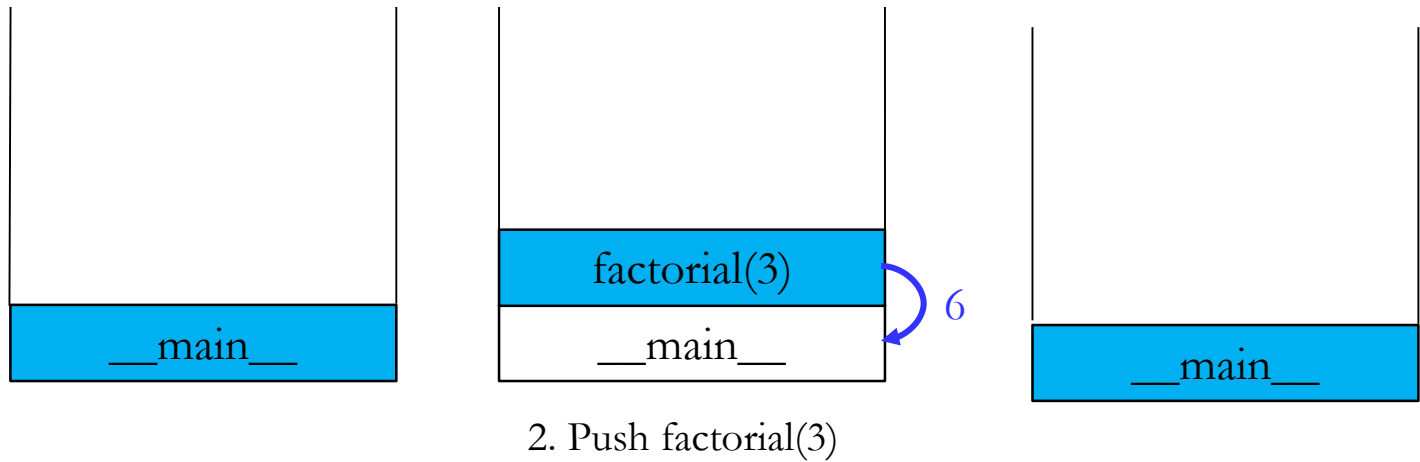 factorial(3)
6
__main__
__main__
__main__
2. Push factorial(3)